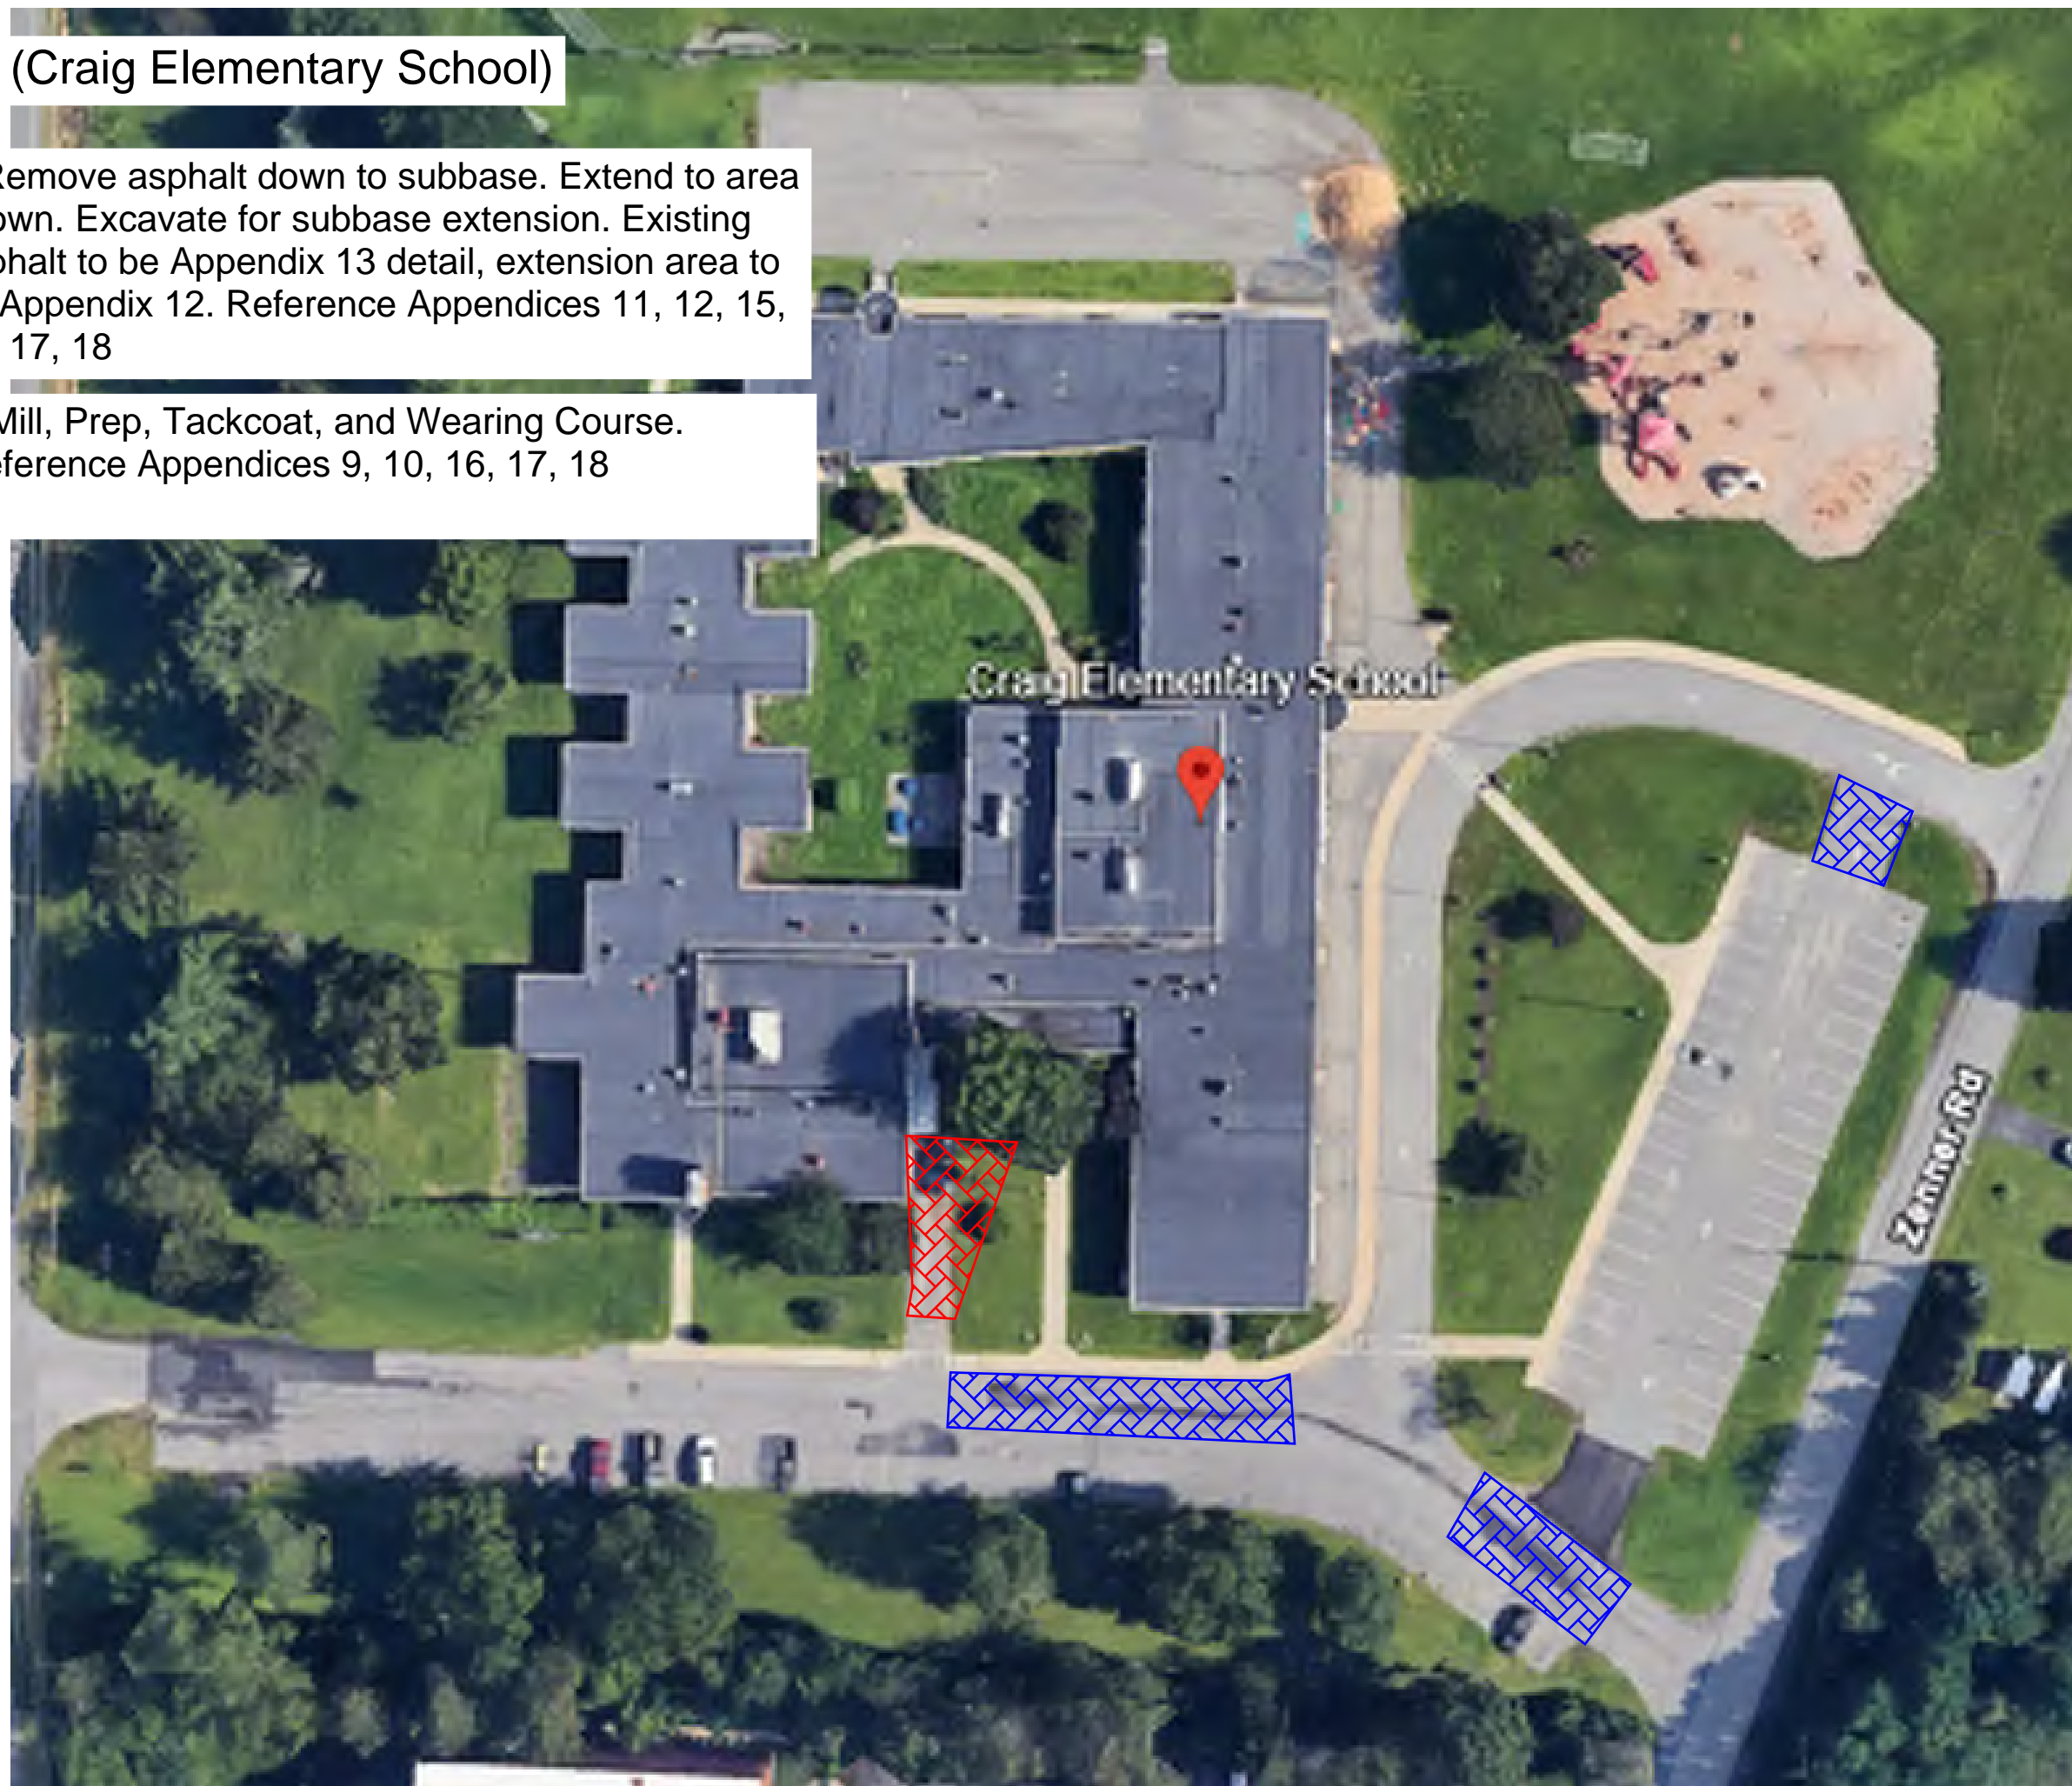 (Craig Elementary School)
Remove asphalt down to subbase. Extend to area
own. Excavate for subbase extension. Existing
phalt to be Appendix 13 detail, extension area to
Appendix 12. Reference Appendices 11, 12, 15,
17, 18
Mill, Prep, Tackcoat, and Wearing Course.
eference Appendices 9, 10, 16, 17, 18
Craig Elementary School
Zennor Rd